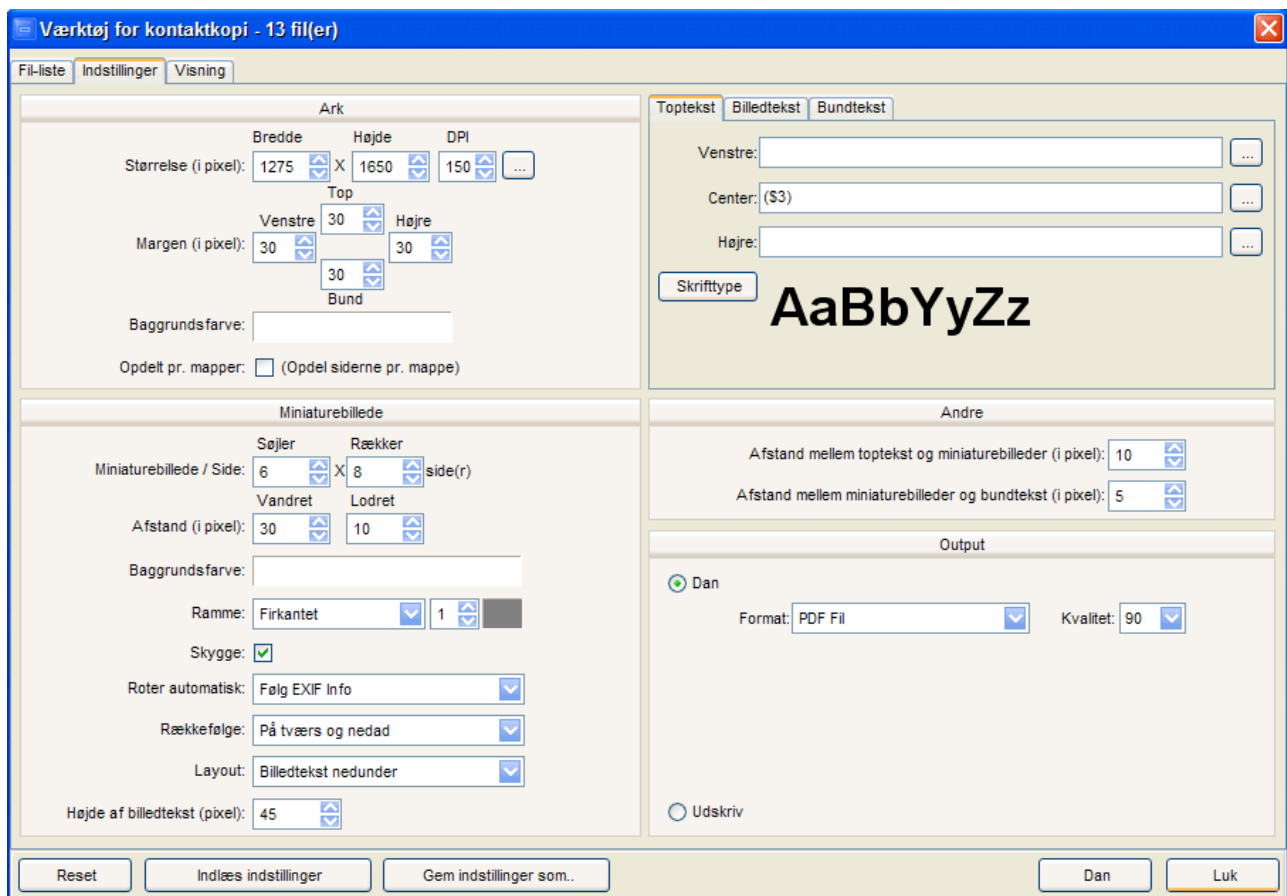 Værktøj for kontaktkopi - 13 fil(er)
Fil-liste Indstillinger Visning
Ark
Bredde Højde DPI
Størrelse (i pixel): 1275 X 1650 150 ...
Top
Venstre 30 Højre
Margen (i pixel): 30 30
30
Bund
Baggrundsfarve:
Opdelt pr. mapper: (Opdel siderne pr. mappe)
Toptekst Billedtekst Bundtekst
Venstre: ...
Center: ($3) ...
Højre: ...
Skrifttype AaBbYyZz
Miniaturebillede
Søjler Rækker
Miniaturebillede / Side: 6 X 8 side(r)
Vandret Lodret
Afstand (i pixel): 30 10
Baggrundsfarve:
Ramme: Firkantet 1
Skygge:
Roter automatisk: Følg EXIF Info
Rækkefølge: På tværs og nedad
Layout: Billedtekst nedunder
Højde af billedtekst (pixel): 45
Andre
Afstand mellem toptekst og miniaturebilleder (i pixel): 10
Afstand mellem miniaturebilleder og bundtekst (i pixel): 5
Output
Dan
Format: PDF Fil Kvalitet: 90
Udskriv
Reset Indlæs indstillinger Gem indstillinger som.. Dan Luk